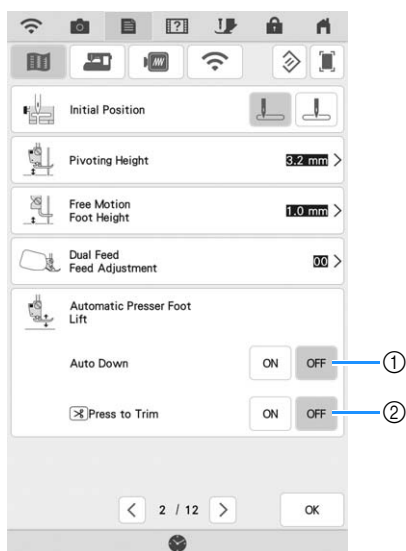 Initial Position
Pivoting Height
3.2 mm >
Free Motion
Foot Height
1.0 mm >
Dual Feed
Feed Adjustment
00 >
Automatic Presser Foot
Lift
Auto Down
ON OFF ①
Press to Trim
ON OFF ②
< 2 / 12 >
OK